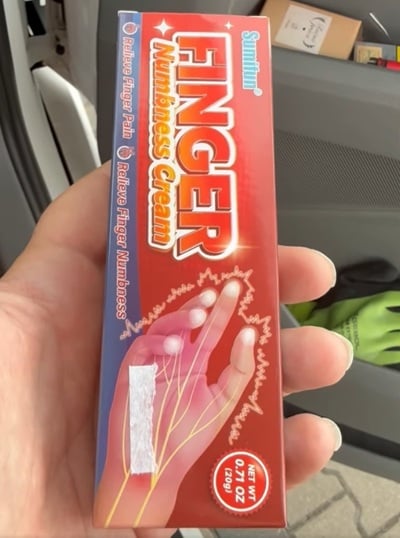 Sumifun®
FINGER
Numbness Cream
Relieve Finger Pain
Relieve Finger Numbness
NET WT
0.71 OZ
(20g)